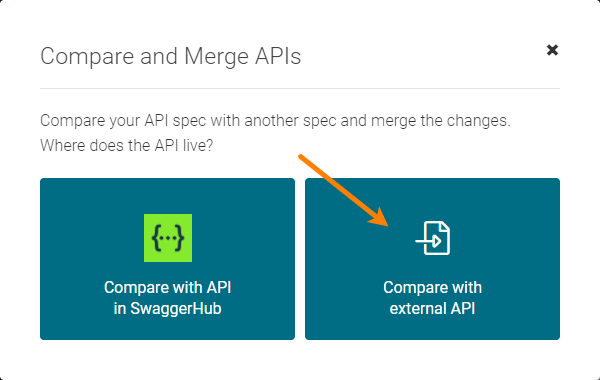 Compare and Merge APIs
Compare your API spec with another spec and merge the changes.
Where does the API live?
Compare with API
in SwaggerHub
Compare with
external API